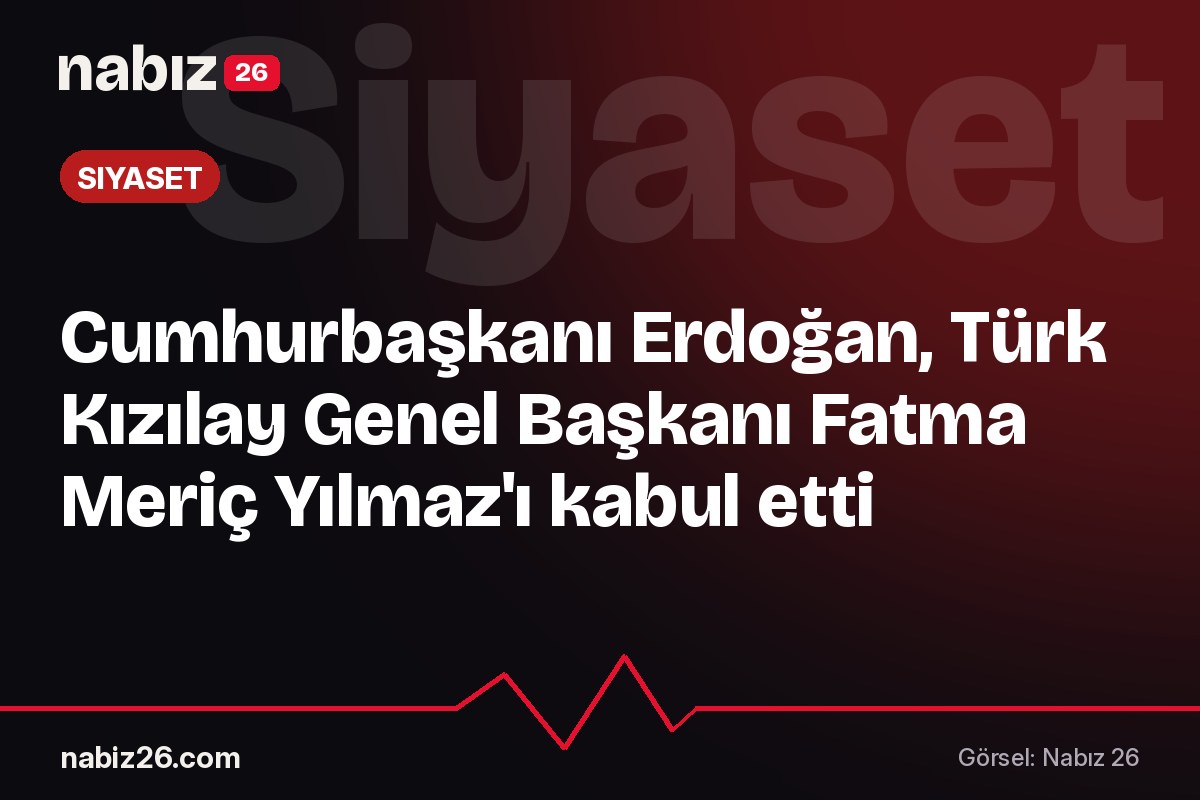 nabız 26
Siyaset
SIYASET
Cumhurbaşkanı Erdoğan, Türk
Kızılay Genel Başkanı Fatma
Meriç Yılmaz'ı kabul etti
nabiz26.com
Görsel: Nabız 26